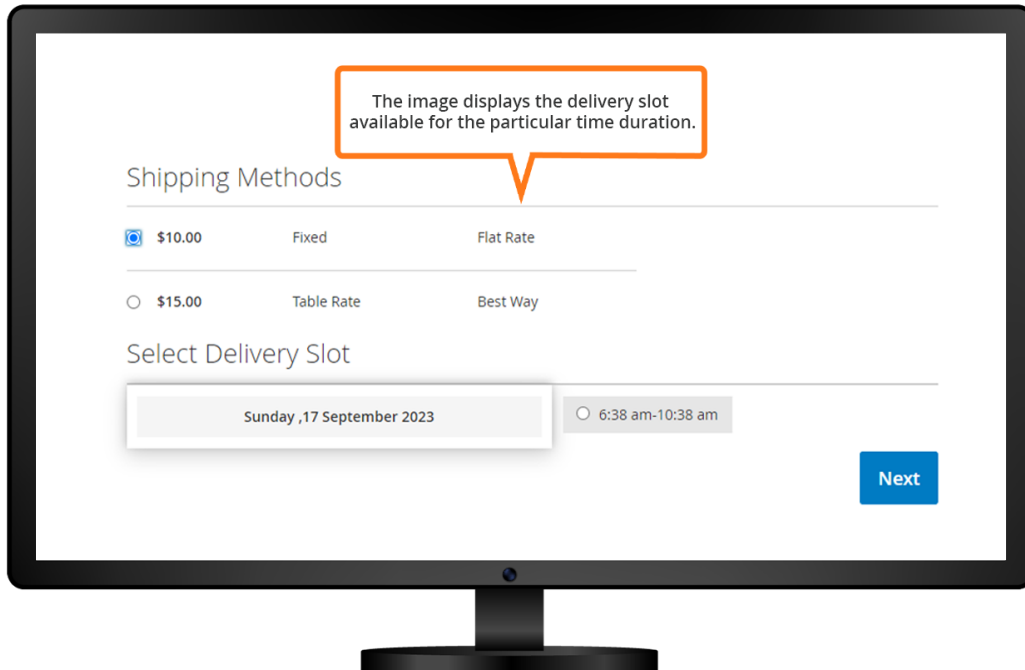 The image displays the delivery slot
available for the particular time duration.
Shipping Methods
$10.00 Fixed Flat Rate
$15.00 Table Rate Best Way
Select Delivery Slot
Sunday ,17 September 2023 6:38 am-10:38 am
Next